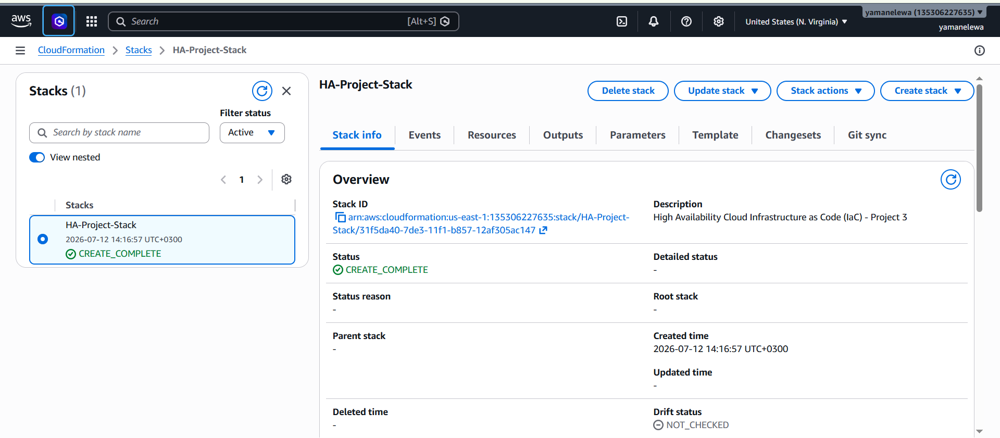 aws
Search
[Alt+S]
United States (N. Virginia)
yamanelewa (135306227635)
yamanelewa
CloudFormation
Stacks
HA-Project-Stack
Stacks (1)
Filter status
Search by stack name
Active
View nested
1
Stacks
HA-Project-Stack
2026-07-12 14:16:57 UTC+0300
CREATE_COMPLETE
HA-Project-Stack
Delete stack
Update stack
Stack actions
Create stack
Stack info
Events
Resources
Outputs
Parameters
Template
Changesets
Git sync
Overview
Stack ID
arn:aws:cloudformation:us-east-1:135306227635:stack/HA-Project-
Stack/31f5da40-7de3-11f1-b857-12af305ac147
Description
High Availability Cloud Infrastructure as Code (IaC) - Project 3
Status
CREATE_COMPLETE
Detailed status
-
Status reason
-
Root stack
-
Parent stack
-
Created time
2026-07-12 14:16:57 UTC+0300
Updated time
-
Deleted time
-
Drift status
NOT_CHECKED